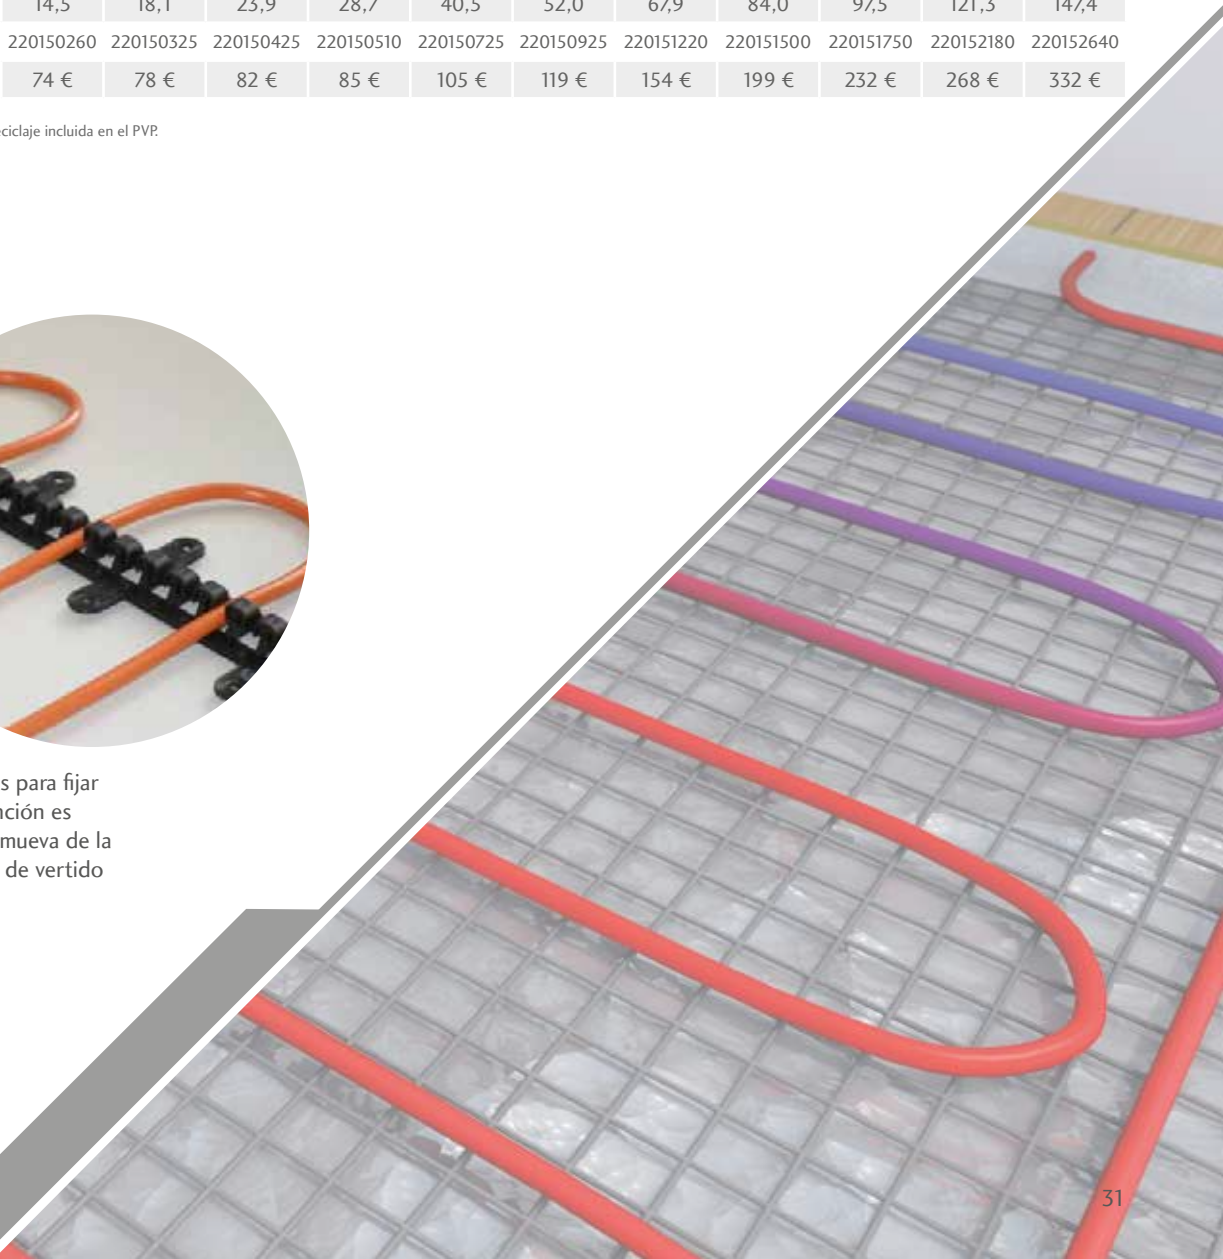 14,5 18,1 23,9 28,7 40,5 52,0 67,9 84,0 97,5 121,3 147,4
220150260 220150325 220150425 220150510 220150725 220150925 220151220 220151500 220151750 220152180 220152640
74 € 78 € 82 € 85 € 105 € 119 € 154 € 199 € 232 € 268 € 332 €
eciclaje incluida en el PVP.
s para fijar
nción es
mueva de la
de vertido
31